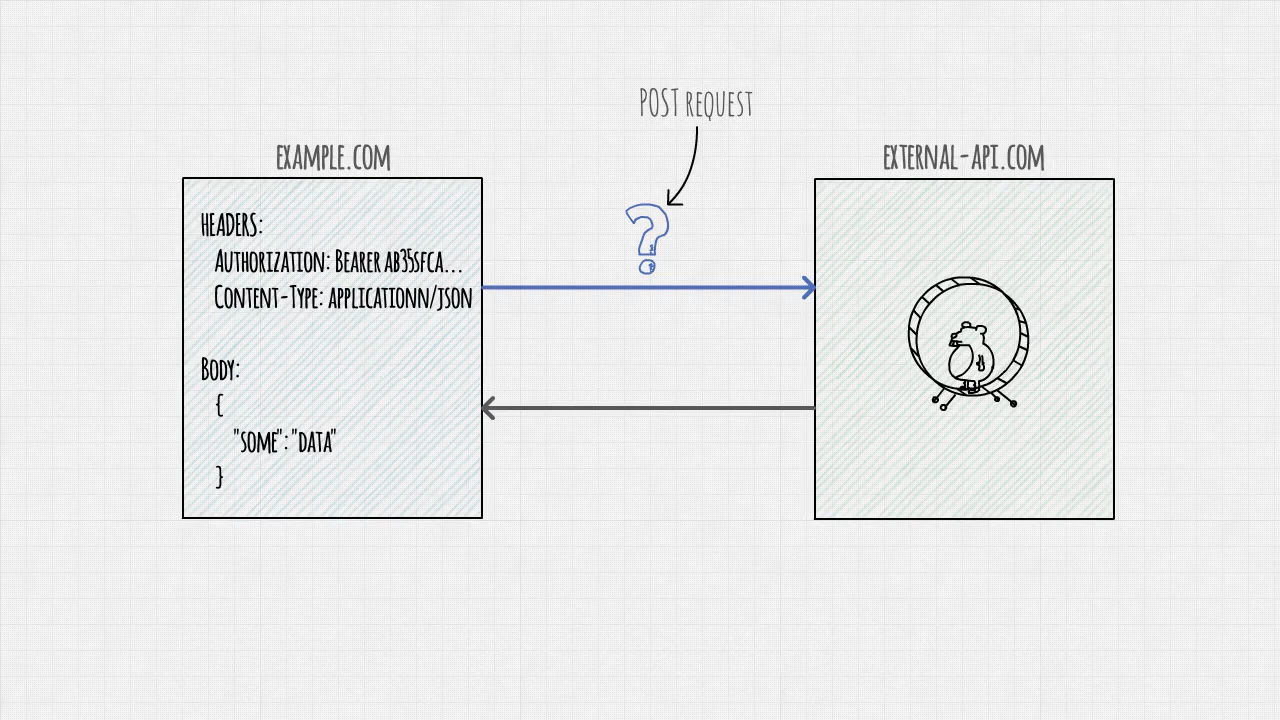 POST request
example.com
external-api.com
Headers:
Authorization: Bearer ab35sfca...
Content-Type: applicationn/json
Body:
{
"some": "data"
}
?